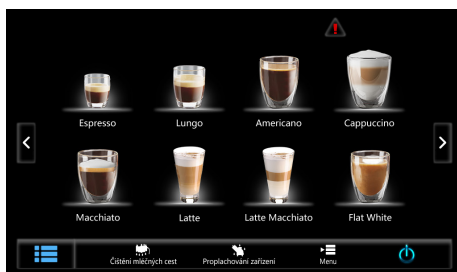 Espresso
Lungo
Americano
Cappuccino
Macchiato
Latte
Latte Macchiato
Flat White
Čištění mléčných cest
Proplachování zařízení
Menu